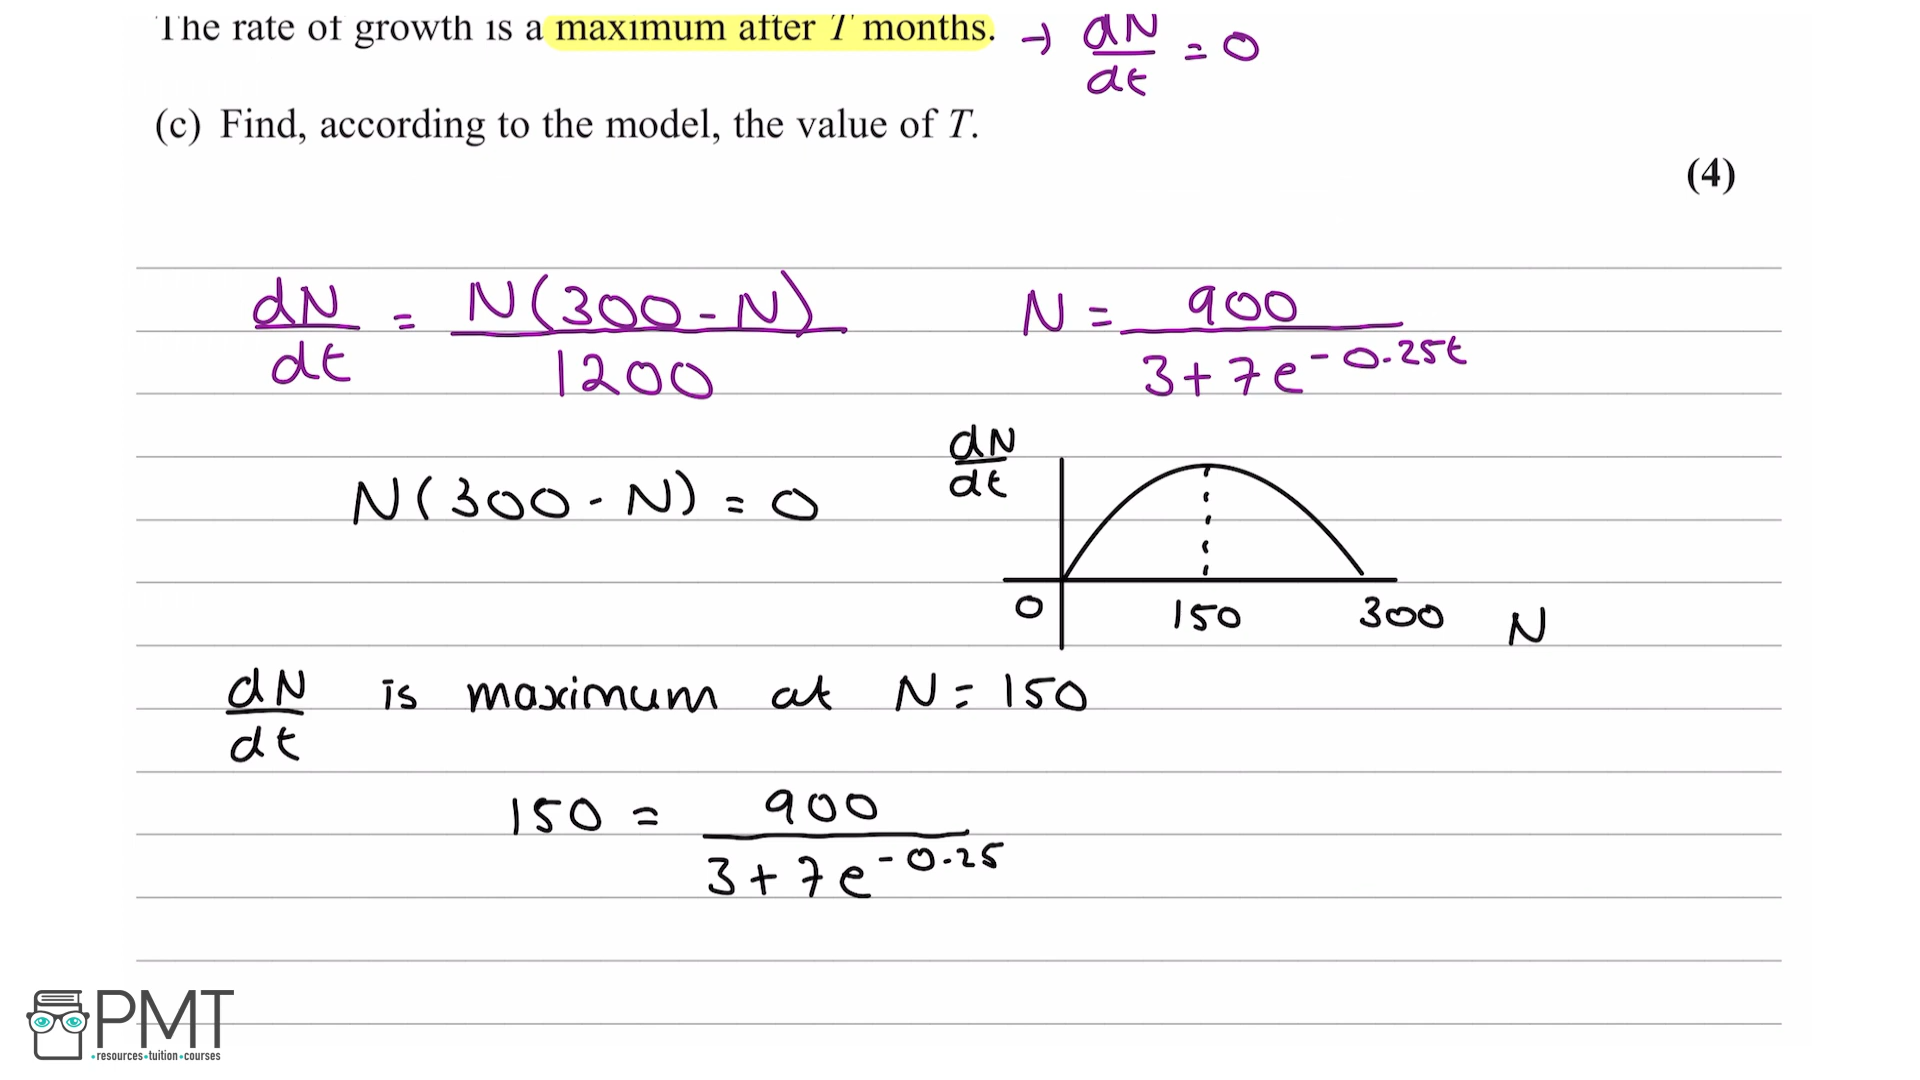 The rate of growth is a maximum after T months. → dN/dt = 0
(c) Find, according to the model, the value of T.
(4)
dN/dt = N(300 - N)/1200 N = 900/(3 + 7e^-0.25t)
N(300 - N) = 0
dN/dt
0 150 300 N
dN/dt is maximum at N = 150
150 = 900/(3 + 7e^-0.25)
PMT
resources•tuition•courses